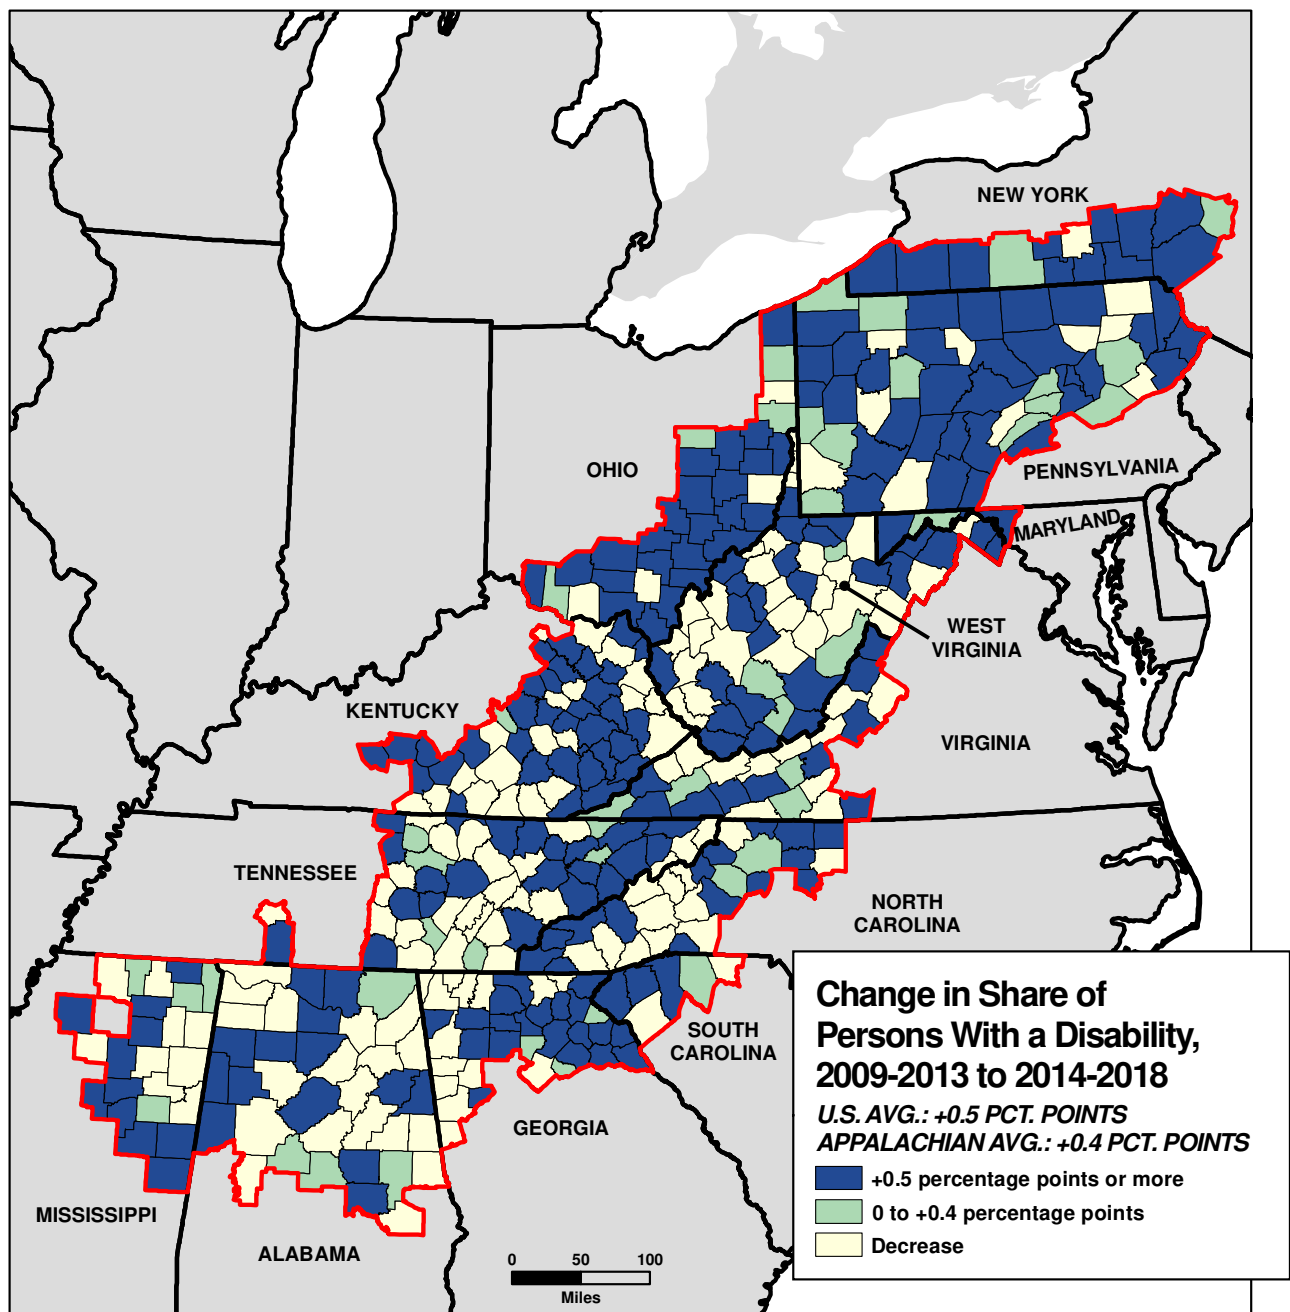 NEW YORK
OHIO
PENNSYLVANIA
MARYLAND
WEST
VIRGINIA
KENTUCKY
VIRGINIA
TENNESSEE
NORTH
CAROLINA
SOUTH
CAROLINA
GEORGIA
MISSISSIPPI
ALABAMA
0 50 100
Miles
Change in Share of
Persons With a Disability,
2009-2013 to 2014-2018
U.S. AVG.: +0.5 PCT. POINTS
APPALACHIAN AVG.: +0.4 PCT. POINTS
+0.5 percentage points or more
0 to +0.4 percentage points
Decrease